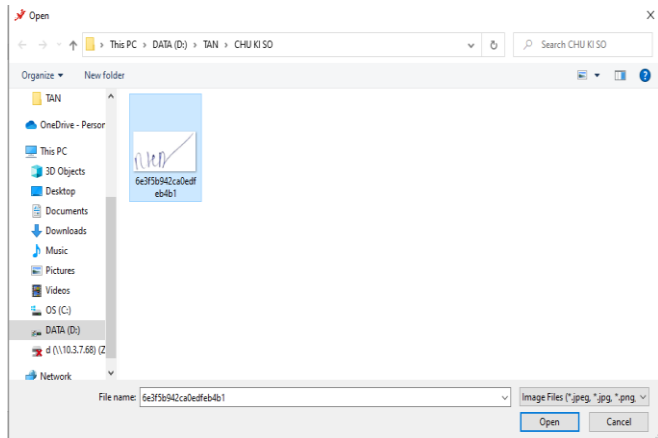 Open
This PC > DATA (D:) > TAN > CHU KI SO
Search CHU KI SO
Organize
New folder
TAN
OneDrive - Person
This PC
3D Objects
Desktop
Documents
Downloads
Music
Pictures
Videos
OS (C:)
DATA (D:)
d (\\10.3.7.68) (Z
Network
6e3f5b942ca0edf
eb4b1
File name: 6e3f5b942ca0edfeb4b1
Image Files (*.jpeg, *.jpg, *.png,
Open
Cancel